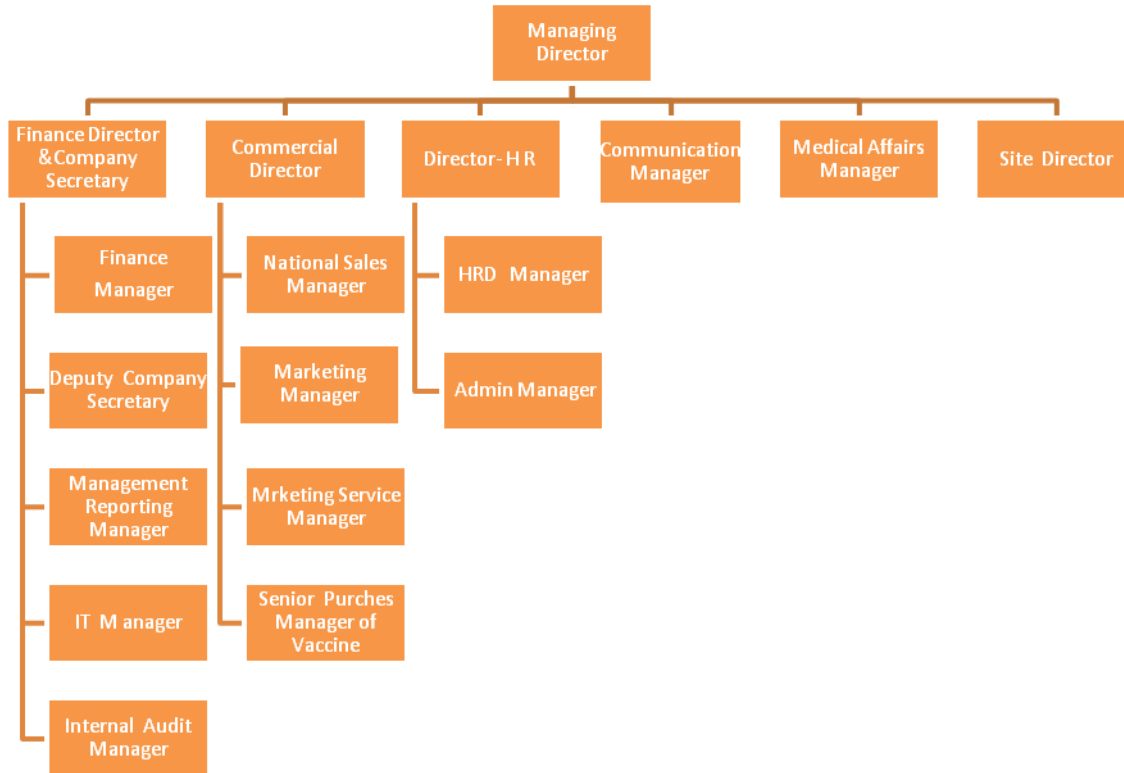 Managing
Director
Finance Director
&Company
Secretary
Commercial
Director
Director- H R
Communication
Manager
Medical Affairs
Manager
Site Director
Finance
Manager
National Sales
Manager
HRD Manager
Deputy Company
Secretary
Marketing
Manager
Admin Manager
Management
Reporting
Manager
Mrketing Service
Manager
IT M anager
Senior Purches
Manager of
Vaccine
Internal Audit
Manager